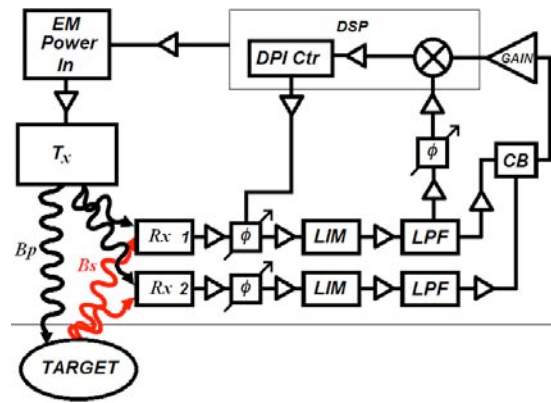 EM
Power
In
DSP
DPI Ctr
GAIN
Tx
ϕ
CB
Bp
Bs
Rx 1
ϕ
LIM
LPF
Rx 2
ϕ
LIM
LPF
TARGET